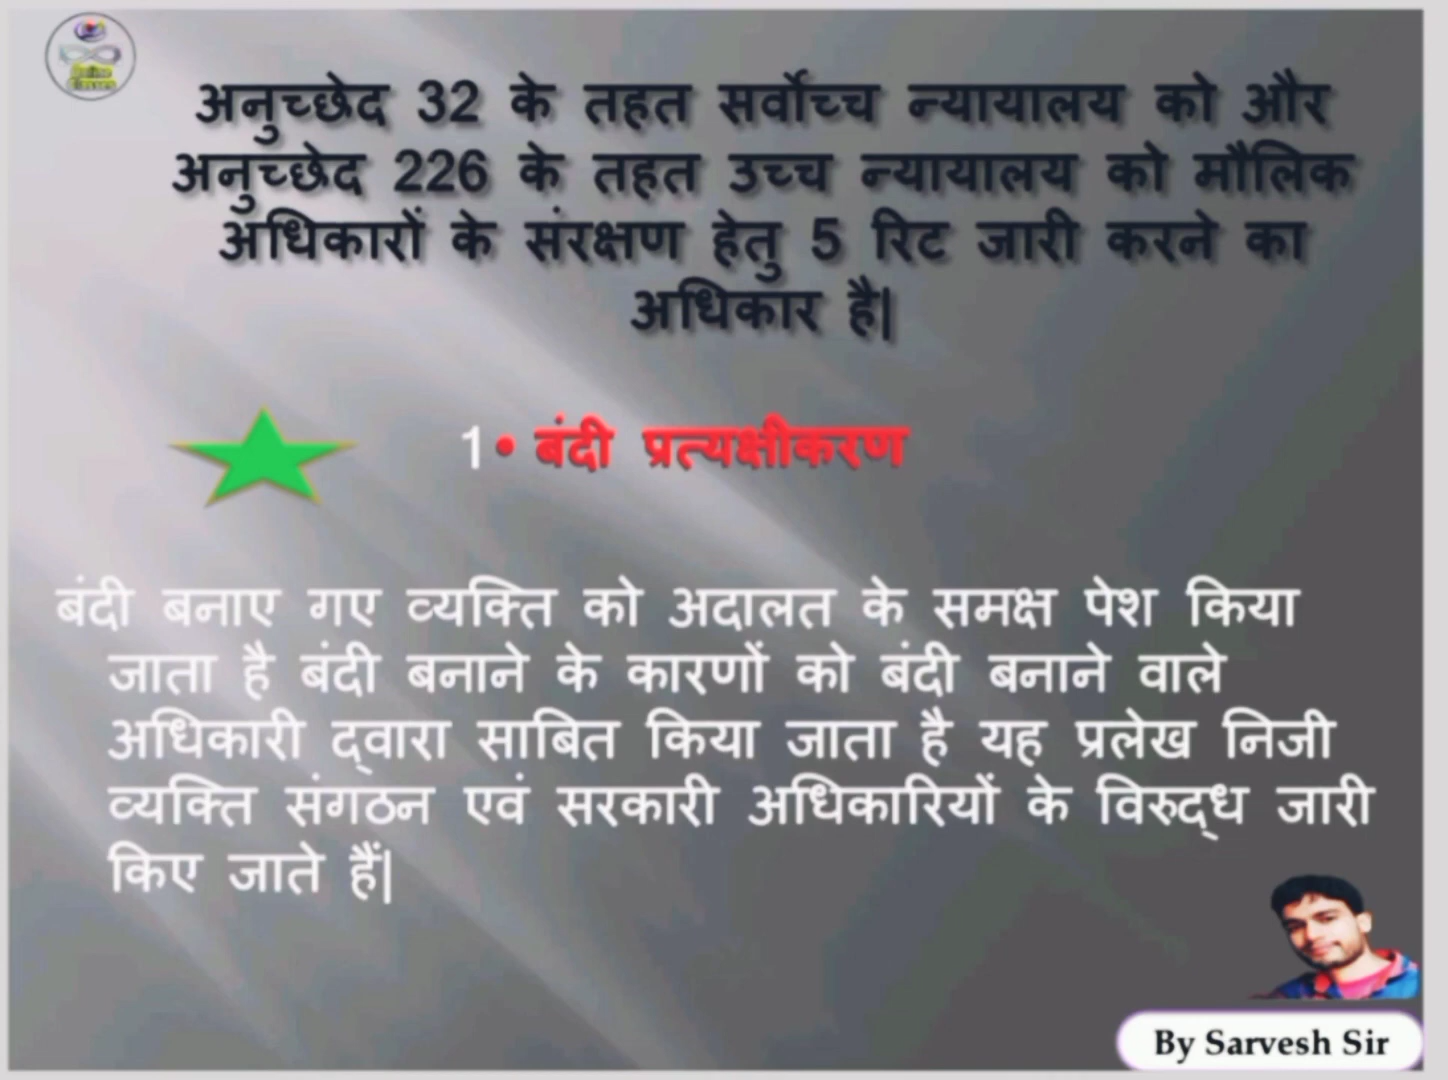 अनुच्छेद 32 के तहत सर्वोच्च न्यायालय को और
अनुच्छेद 226 के तहत उच्च न्यायालय को मौलिक
अधिकारों के संरक्षण हेतु 5 रिट जारी करने का
अधिकार है|
1• बंदी प्रत्यक्षीकरण
बंदी बनाए गए व्यक्ति को अदालत के समक्ष पेश किया
जाता है बंदी बनाने के कारणों को बंदी बनाने वाले
अधिकारी द्वारा साबित किया जाता है यह प्रलेख निजी
व्यक्ति संगठन एवं सरकारी अधिकारियों के विरुद्ध जारी
किए जाते हैं|
By Sarvesh Sir